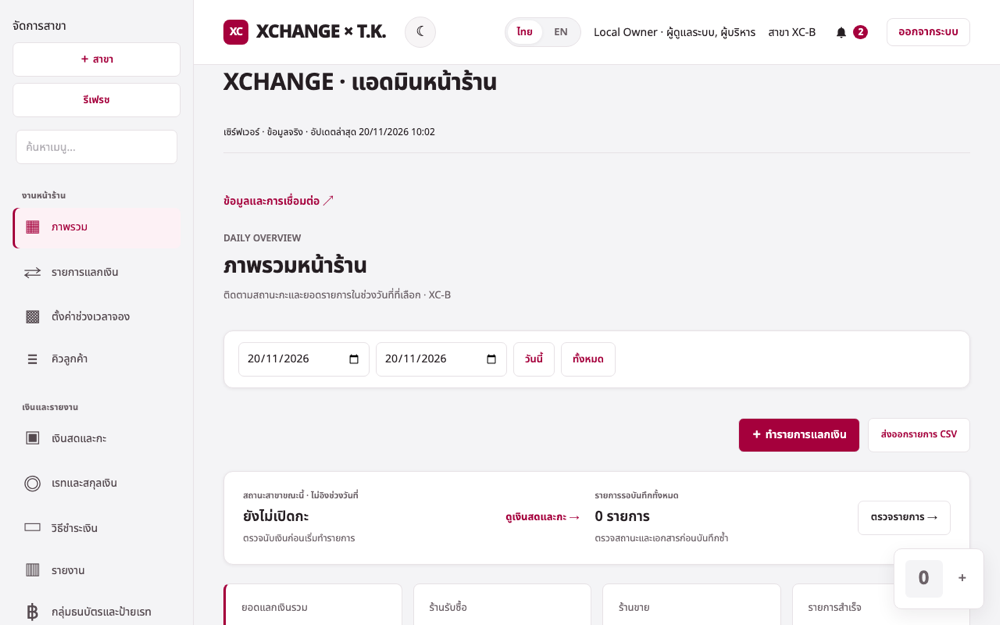 จัดการสาขา
+ สาขา
รีเฟรช
ค้นหาเมนู...
งานหน้าร้าน
ภาพรวม
รายการแลกเงิน
ตั้งค่าช่วงเวลาจอง
คิวลูกค้า
เงินและรายงาน
เงินสดและกะ
เรทและสกุลเงิน
วิธีชำระเงิน
รายงาน
กลุ่มธนบัตรและป้ายเรท
XC XCHANGE × T.K.
ไทย EN
Local Owner · ผู้ดูแลระบบ, ผู้บริหาร สาขา XC-B
2
ออกจากระบบ
XCHANGE · แอดมินหน้าร้าน
เซิร์ฟเวอร์ · ข้อมูลจริง · อัปเดตล่าสุด 20/11/2026 10:02
ข้อมูลและการเชื่อมต่อ ↗
DAILY OVERVIEW
ภาพรวมหน้าร้าน
ติดตามสถานะกะและยอดรายการในช่วงวันที่ที่เลือก · XC-B
20/11/2026 20/11/2026 วันนี้ ทั้งหมด
+ ทำรายการแลกเงิน ส่งออกรายการ CSV
สถานะสาขาขณะนี้ · ไม่อิงช่วงวันที่
ยังไม่เปิดกะ
ตรวจนับเงินก่อนเริ่มทำรายการ
ดูเงินสดและกะ →
รายการรอบันทึกทั้งหมด
0 รายการ
ตรวจสถานะและเอกสารก่อนบันทึกซ้ำ
ตรวจรายการ →
0 +
ยอดแลกเงินรวม ร้านรับซื้อ ร้านขาย รายการสำเร็จ